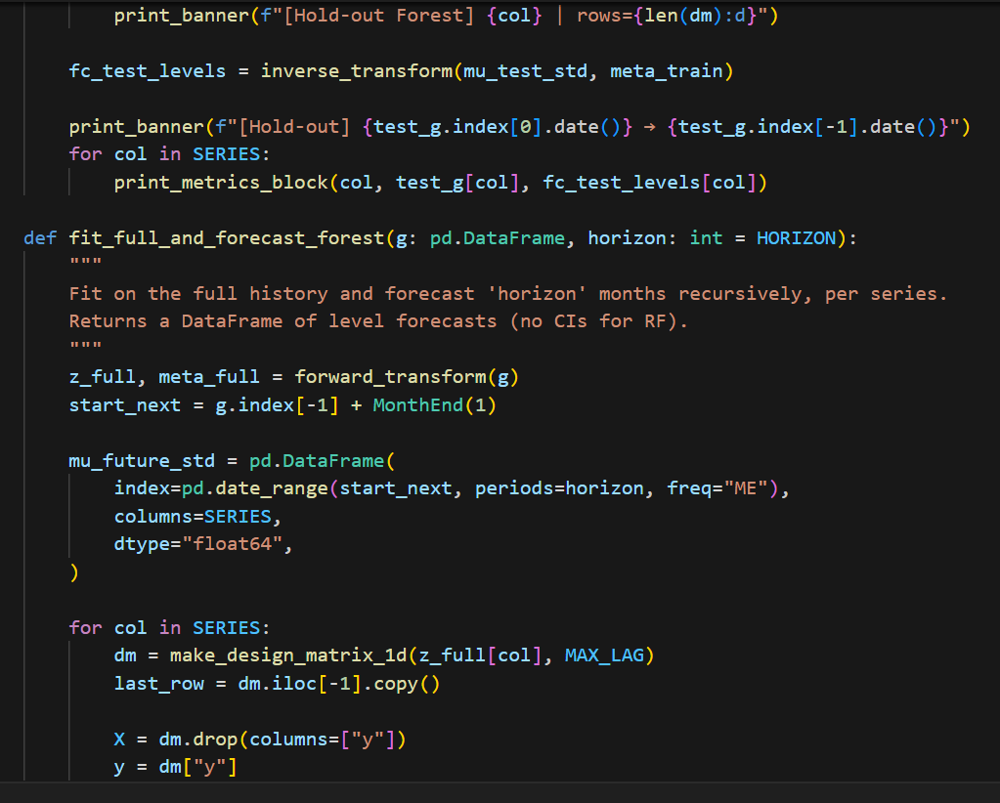 print_banner(f"[Hold-out Forest] {col} | rows={len(dm):d}")
    fc_test_levels = inverse_transform(mu_test_std, meta_train)
    print_banner(f"[Hold-out] {test_g.index[0].date()} → {test_g.index[-1].date()}")
    for col in SERIES:
        print_metrics_block(col, test_g[col], fc_test_levels[col])
def fit_full_and_forecast_forest(g: pd.DataFrame, horizon: int = HORIZON):
    """
    Fit on the full history and forecast 'horizon' months recursively, per series.
    Returns a DataFrame of level forecasts (no CIs for RF).
    """
    z_full, meta_full = forward_transform(g)
    start_next = g.index[-1] + MonthEnd(1)
    mu_future_std = pd.DataFrame(
        index=pd.date_range(start_next, periods=horizon, freq="ME"),
        columns=SERIES,
        dtype="float64",
    )
    for col in SERIES:
        dm = make_design_matrix_1d(z_full[col], MAX_LAG)
        last_row = dm.iloc[-1].copy()
        X = dm.drop(columns=["y"])
        y = dm["y"]